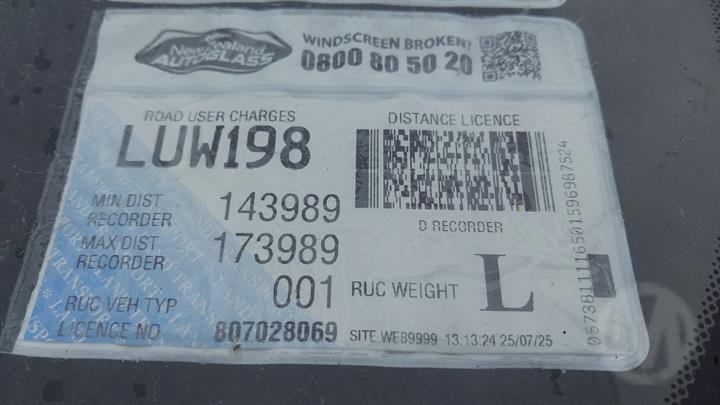 New Zealand
AUTOGLASS
WINDSCREEN BROKEN?
0800 80 50 20
ROAD USER CHARGES
LUW198
DISTANCE LICENCE
MIN DIST RECORDER 143989
MAX DIST RECORDER 173989
D RECORDER
RUC VEH TYP 001
RUC WEIGHT L
LICENCE NO 807028069
SITE WEB9999 13:13:24 25/07/25